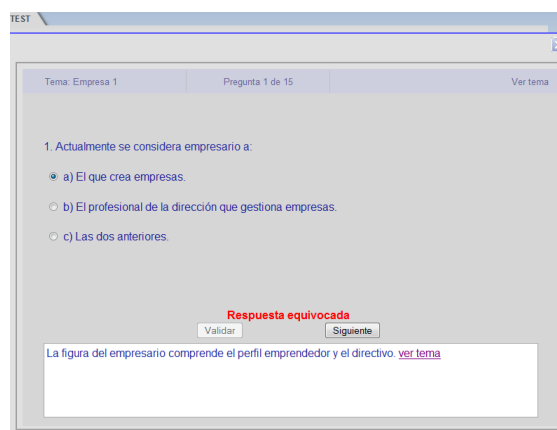 TEST
Tema: Empresa 1 Pregunta 1 de 15 Ver tema
1. Actualmente se considera empresario a:
a) El que crea empresas.
b) El profesional de la dirección que gestiona empresas.
c) Las dos anteriores.
Respuesta equivocada
Validar Siguiente
La figura del empresario comprende el perfil emprendedor y el directivo. ver tema